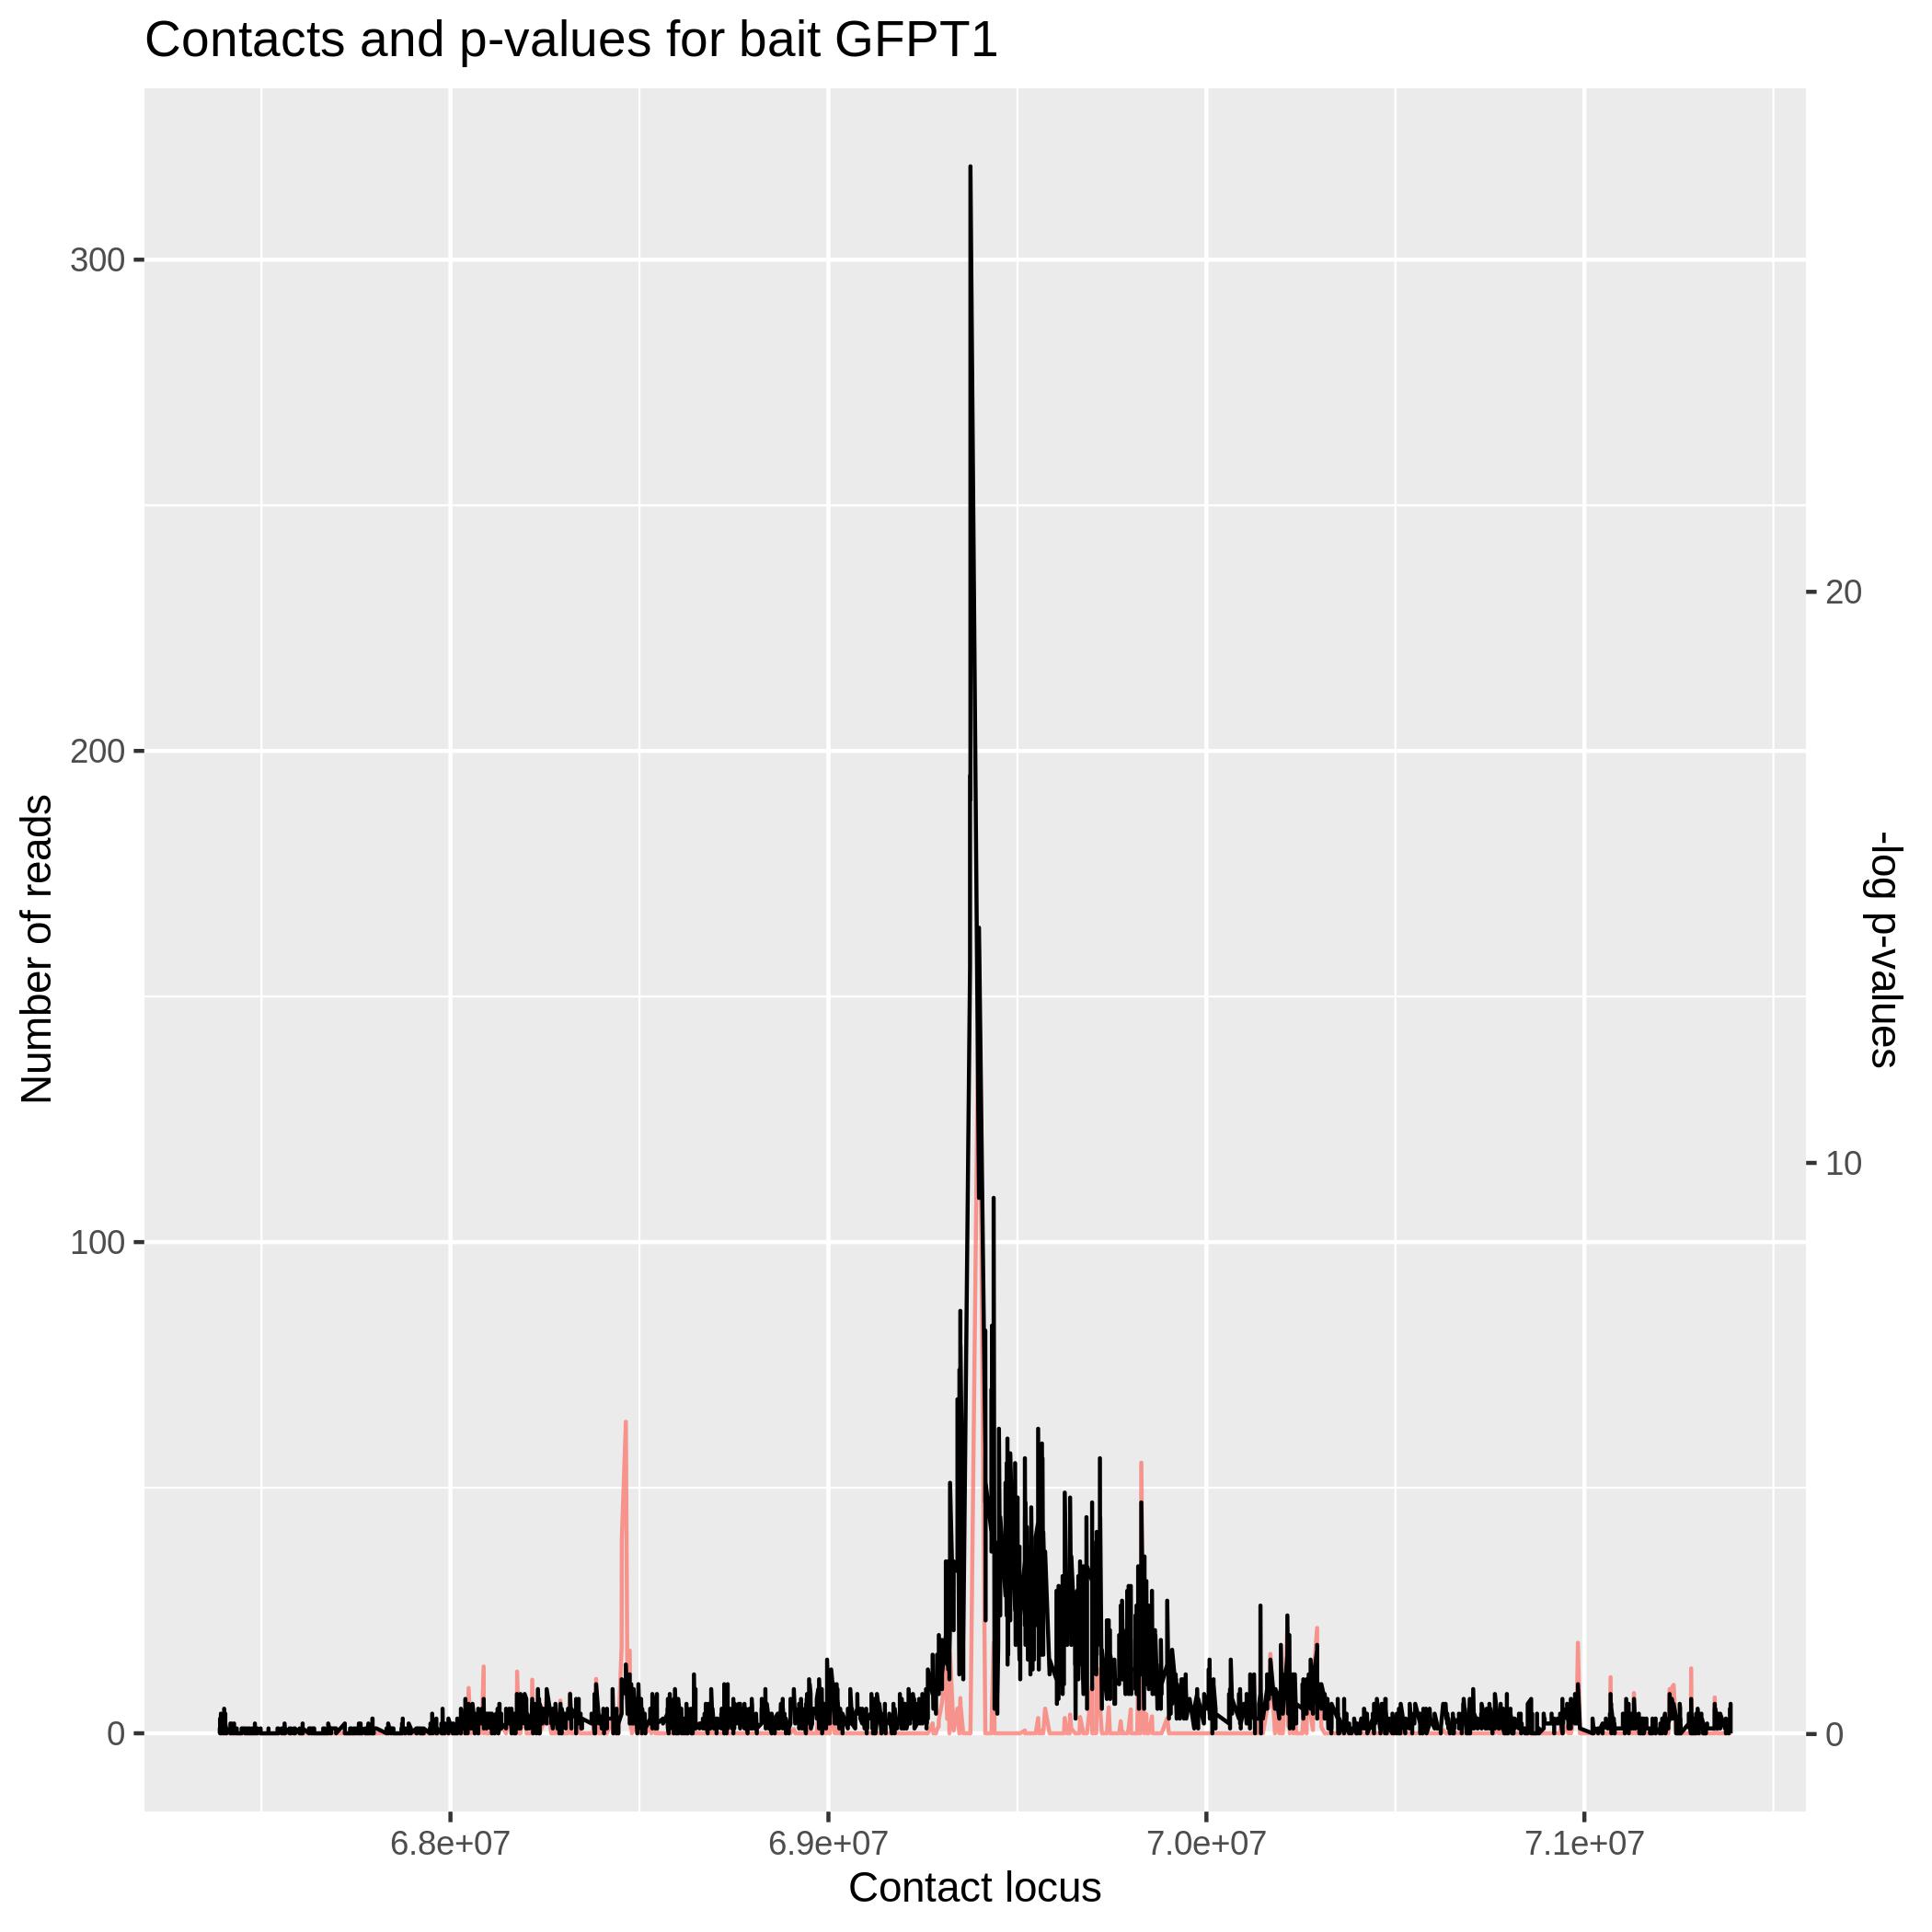 Contacts and p-values for bait GFPT1
300
200
100
0
Number of reads
20
10
0
-log p-values
6.8e+07 6.9e+07 7.0e+07 7.1e+07
Contact locus